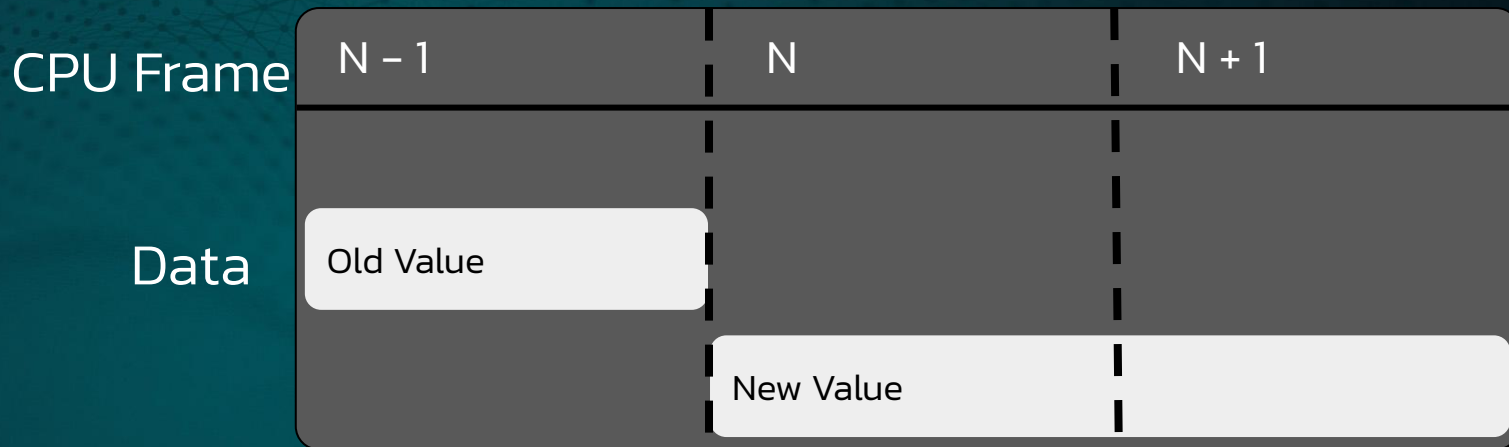 CPU Frame
N – 1
N
N + 1
Data
Old Value
New Value